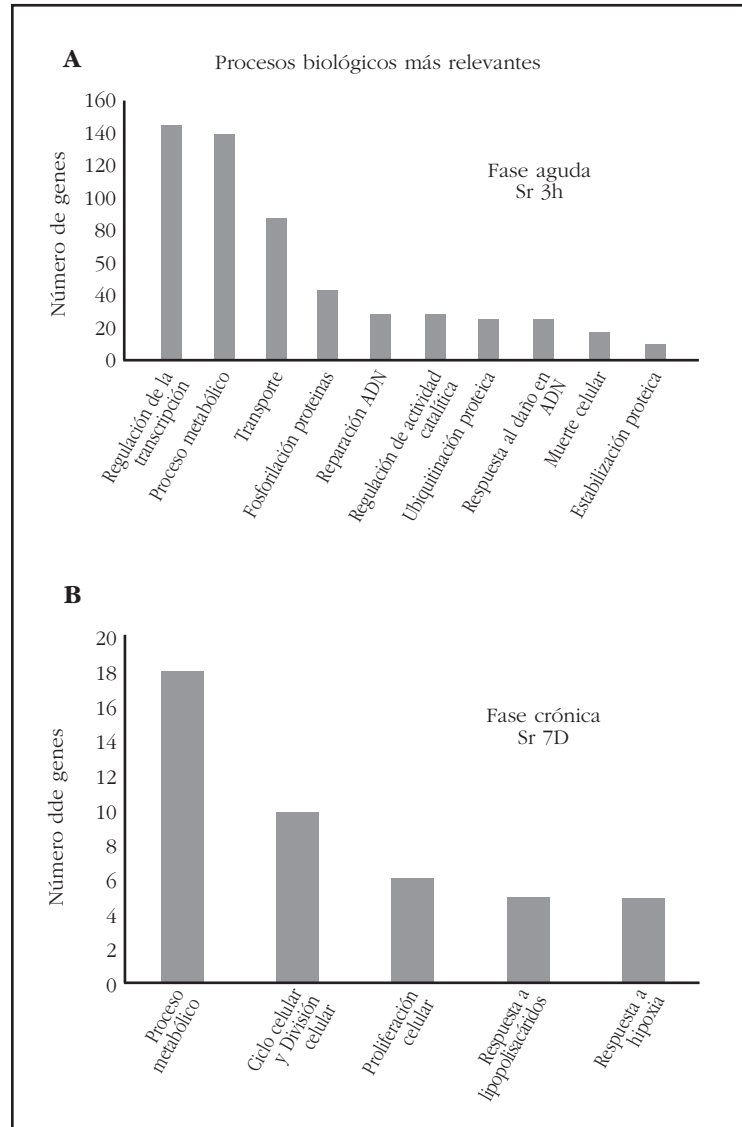 A
Procesos biológicos más relevantes
Número de genes
160
140
120
100
80
50
40
20
0
Fase aguda
Sr 3h
Regulación de la
transcripción
Proceso metabólico
Transporte
Fosforilación proteinas
Reparación ADN
Regulación de actividad
catalítica
Ubiquitinación proteica
Respuesta al daño en
ADN
Muerte celular
Estabilización proteica
B
Número dde genes
20
18
16
14
12
10
8
6
4
2
0
Fase crónica
Sr 7D
Proceso
metabólico
Ciclo celular
y División
celular
Proliferación
celular
Respuesta a
lipopolisacáridos
Respuesta a
hipoxia